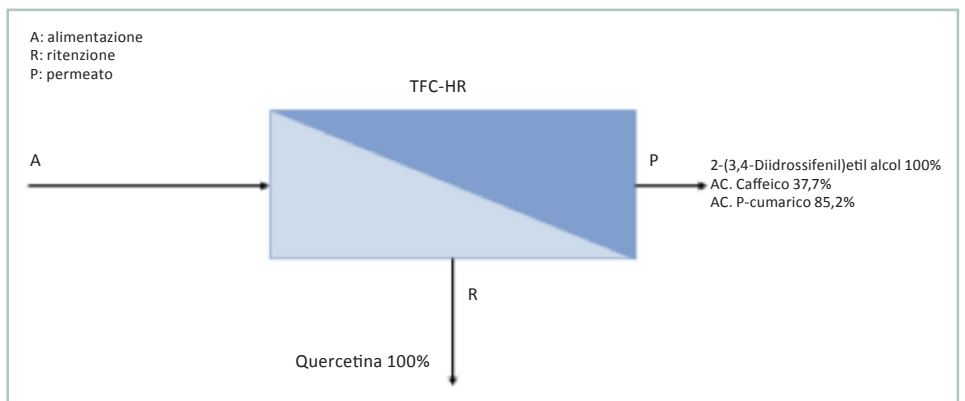 A: alimentazione
R: ritenzione
P: permeato
TFC-HR
A
P
2-(3,4-Diidrossifenil)etil alcol 100%
AC. Caffeico 37,7%
AC. P-cumarico 85,2%
R
Quercetina 100%